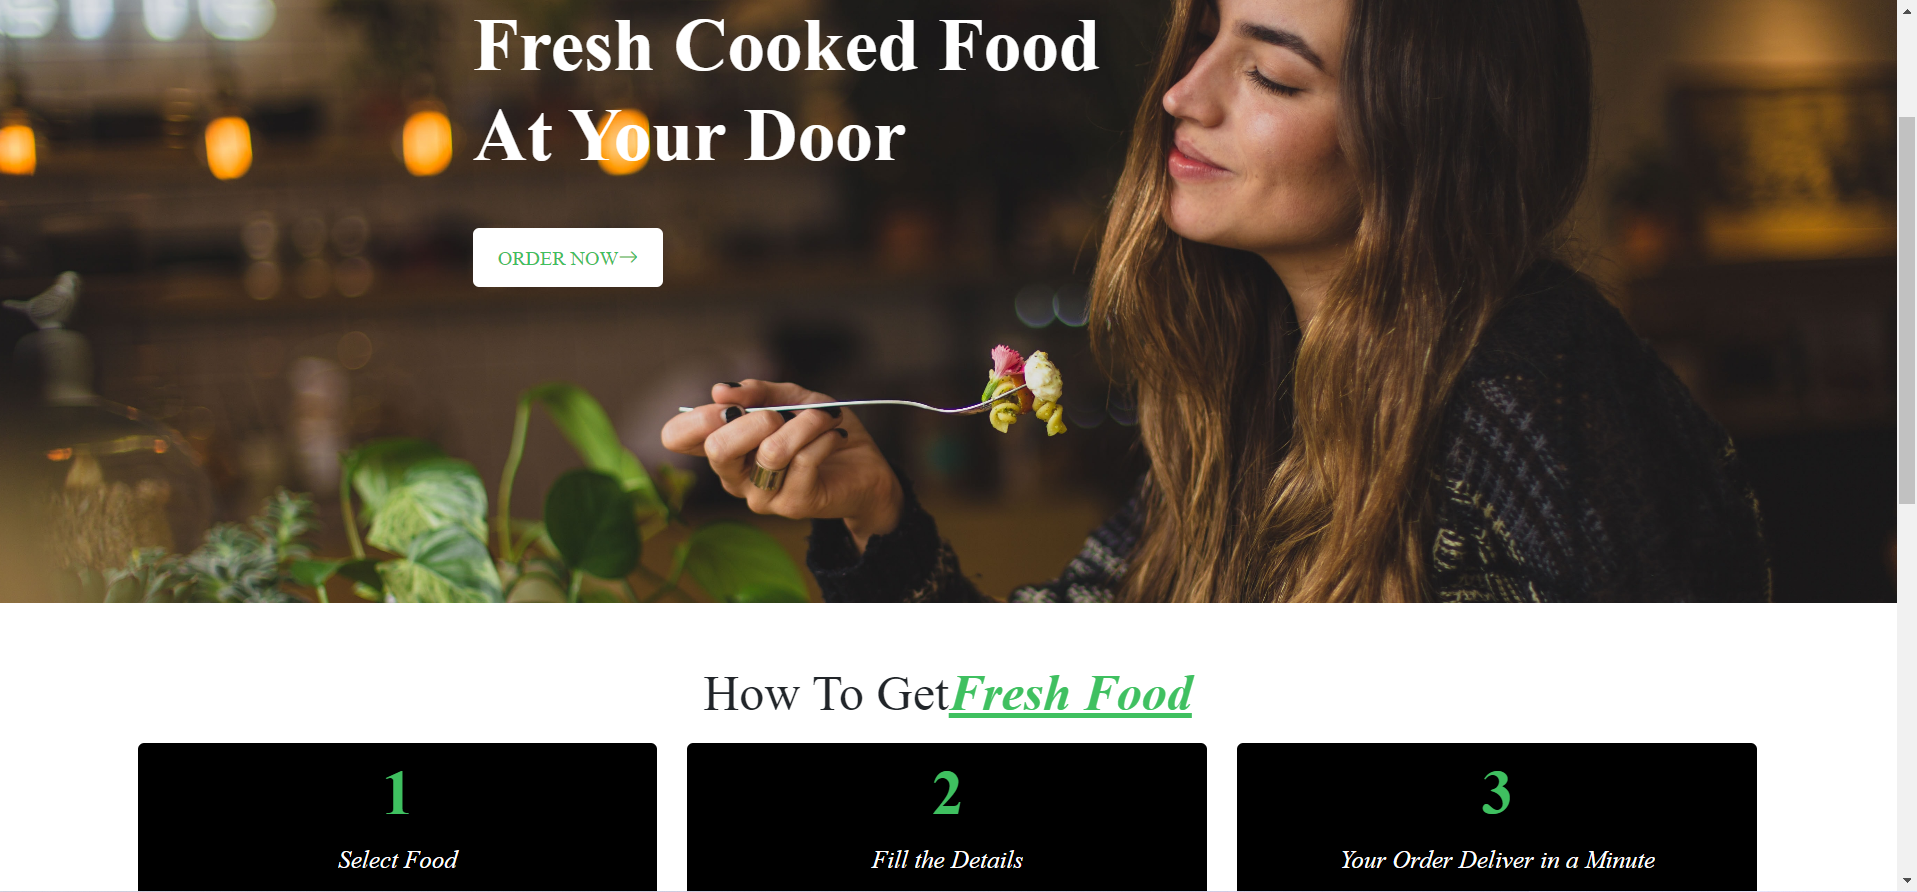 Fresh Cooked Food
At Your Door
ORDER NOW→
How To GetFresh Food
1
2
3
Select Food
Fill the Details
Your Order Deliver in a Minute